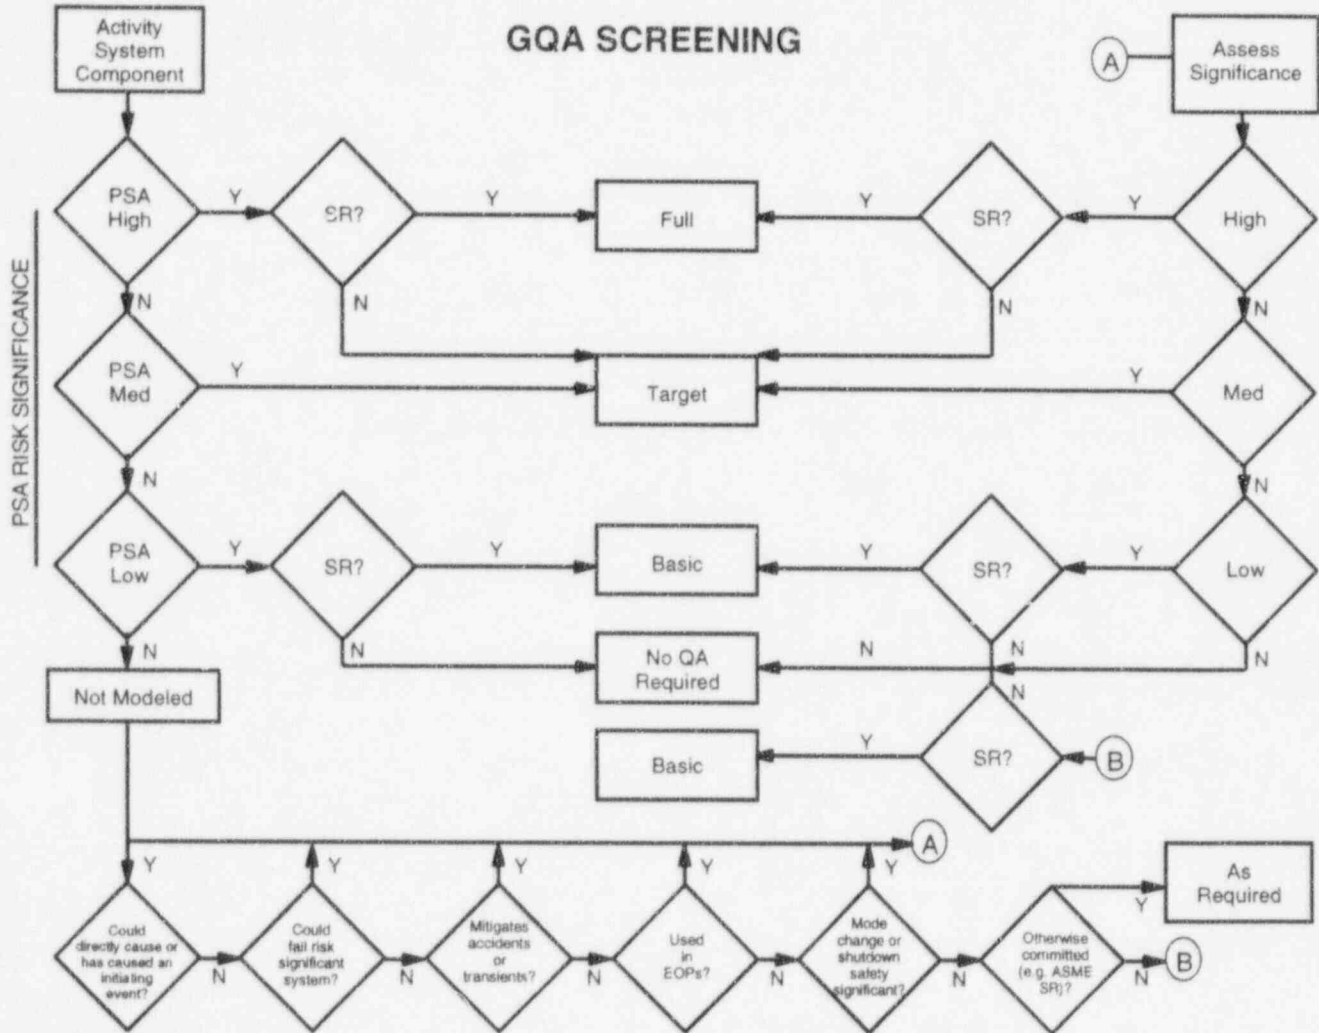 GQA SCREENING
Activity
System
Component
A
Assess
Significance
PSA RISK SIGNIFICANCE
PSA
High
Y
SR?
Y
Full
Y
SR?
Y
High
N
N
N
N
PSA
Med
Y
Target
Y
Med
N
N
PSA
Low
Y
SR?
Y
Basic
Y
SR?
Y
Low
N
N
N
N
Not Modeled
No QA
Required
N
N
Basic
Y
SR?
B
A
Y
Y
Y
Y
Y
Could
directly cause or
has caused an
initiating
event?
N
Could
fail risk
significant
system?
N
Mitigates
accidents
or
transients?
N
Used
in
EOPs?
N
Mode
change or
shutdown
safety
significant?
N
Otherwise
committed
(e.g. ASME
SR)?
Y
As
Required
N
B